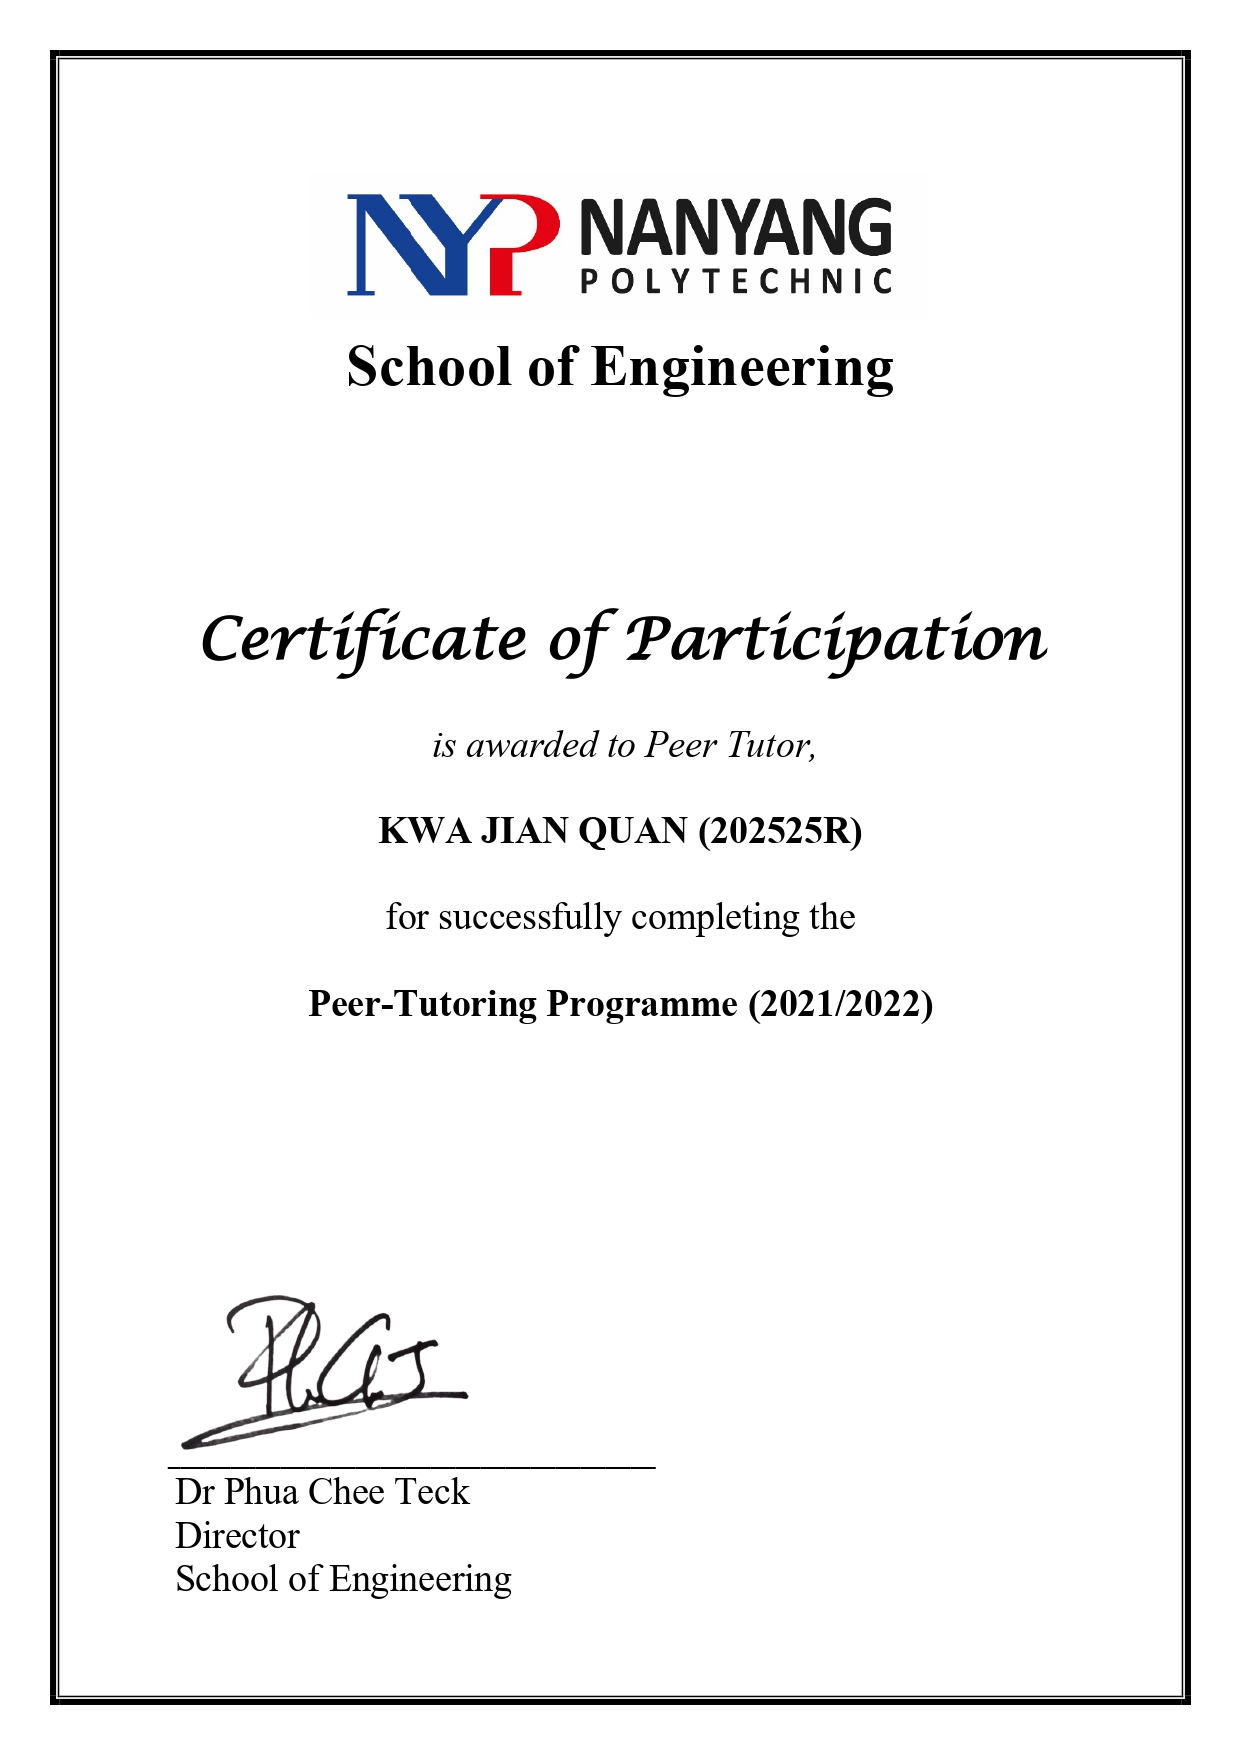 NYP NANYANG
POLYTECHNIC
School of Engineering
Certificate of Participation
is awarded to Peer Tutor,
KWA JIAN QUAN (202525R)
for successfully completing the
Peer-Tutoring Programme (2021/2022)
Dr Phua Chee Teck
Director
School of Engineering